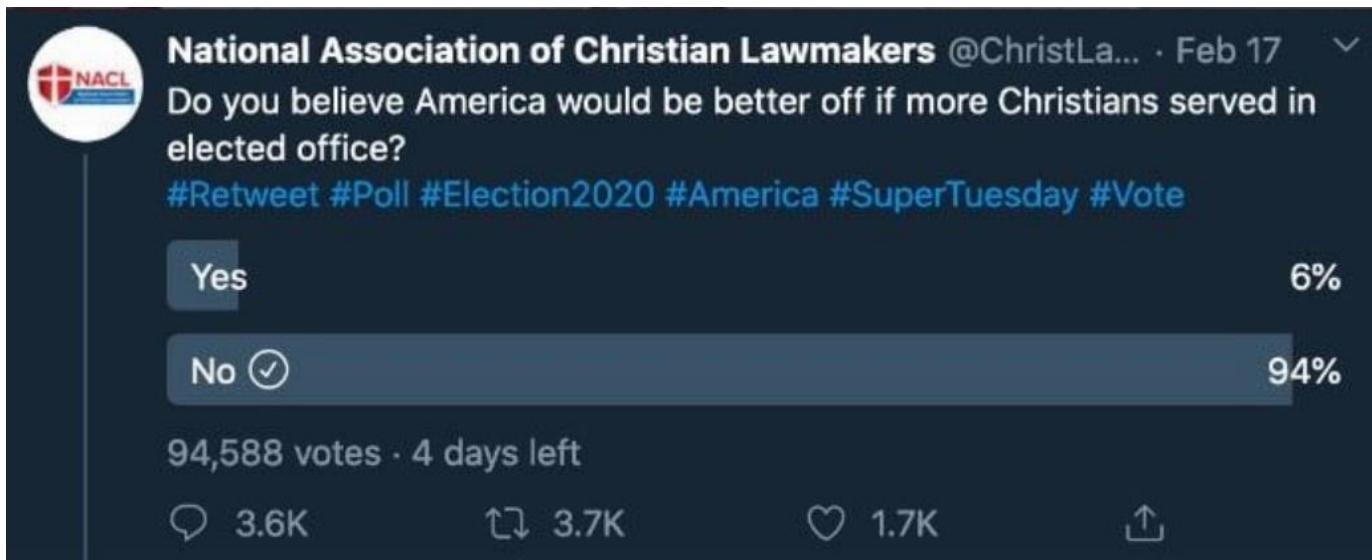 NACL
National Association of Christian Lawmakers @ChristLa... · Feb 17
Do you believe America would be better off if more Christians served in
elected office?
#Retweet #Poll #Election2020 #America #SuperTuesday #Vote
Yes 6%
No 94%
94,588 votes · 4 days left
3.6K 3.7K 1.7K